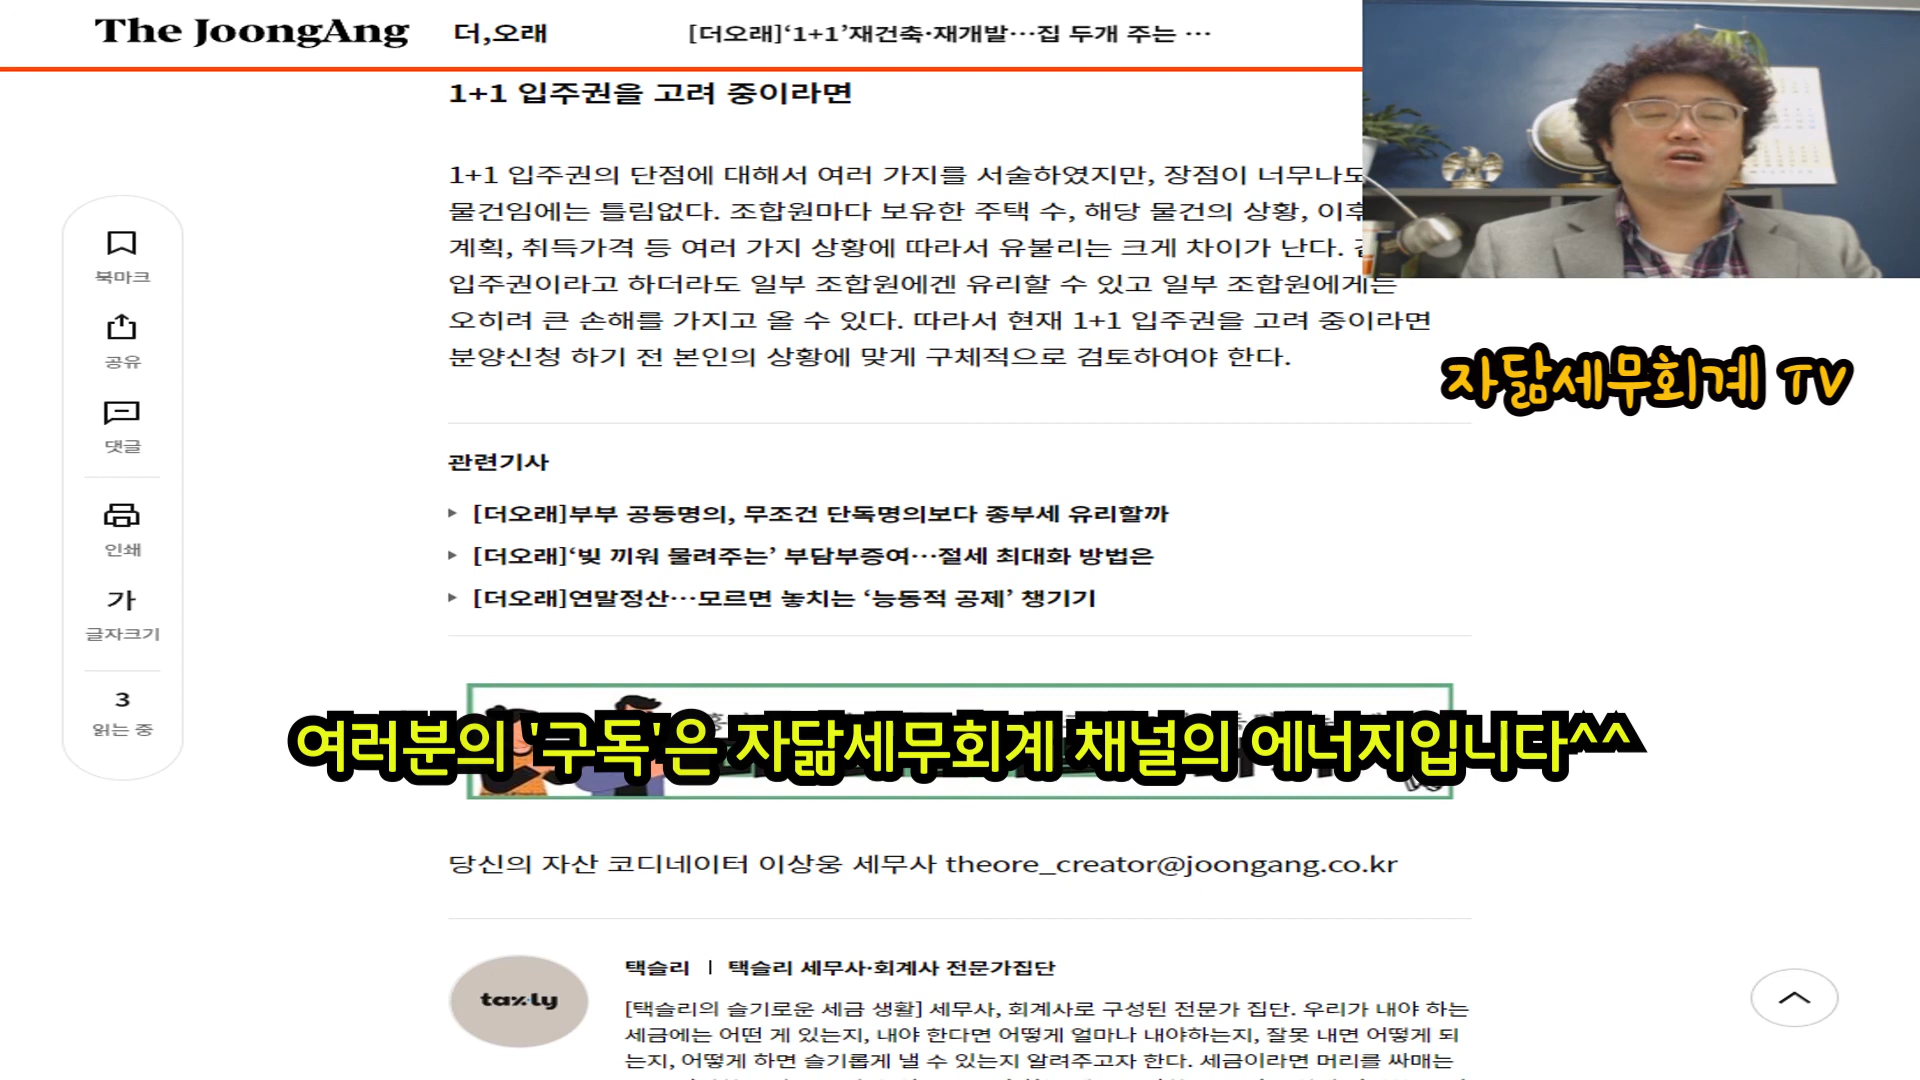 The JoongAng
더,오래
[더오래]‘1+1’재건축·재개발…집 두개 주는 …
1+1 입주권을 고려 중이라면
1+1 입주권의 단점에 대해서 여러 가지를 서술하였지만, 장점이 너무나도
물건임에는 틀림없다. 조합원마다 보유한 주택 수, 해당 물건의 상황, 이후
계획, 취득가격 등 여러 가지 상황에 따라서 유불리는 크게 차이가 난다.
입주권이라고 하더라도 일부 조합원에겐 유리할 수 있고 일부 조합원에게는
오히려 큰 손해를 가지고 올 수 있다. 따라서 현재 1+1 입주권을 고려 중이라면
분양신청 하기 전 본인의 상황에 맞게 구체적으로 검토하여야 한다.
자닮세무회계 TV
북마크
공유
댓글
인쇄
가
글자크기
3
읽는 중
관련기사
[더오래]부부 공동명의, 무조건 단독명의보다 종부세 유리할까
[더오래]‘빚 끼워 물려주는’ 부담부증여…절세 최대화 방법은
[더오래]연말정산…모르면 놓치는 ‘능동적 공제’ 챙기기
여러분의 '구독'은 자닮세무회계 채널의 에너지입니다^^
당신의 자산 코디네이터 이상웅 세무사 theore_creator@joongang.co.kr
tax·ly
택슬리 | 택슬리 세무사·회계사 전문가집단
[택슬리의 슬기로운 세금 생활] 세무사, 회계사로 구성된 전문가 집단. 우리가 내야 하는
세금에는 어떤 게 있는지, 내야 한다면 어떻게 얼마나 내야하는지, 잘못 내면 어떻게 되
는지, 어떻게 하면 슬기롭게 낼 수 있는지 알려주고자 한다. 세금이라면 머리를 싸매는